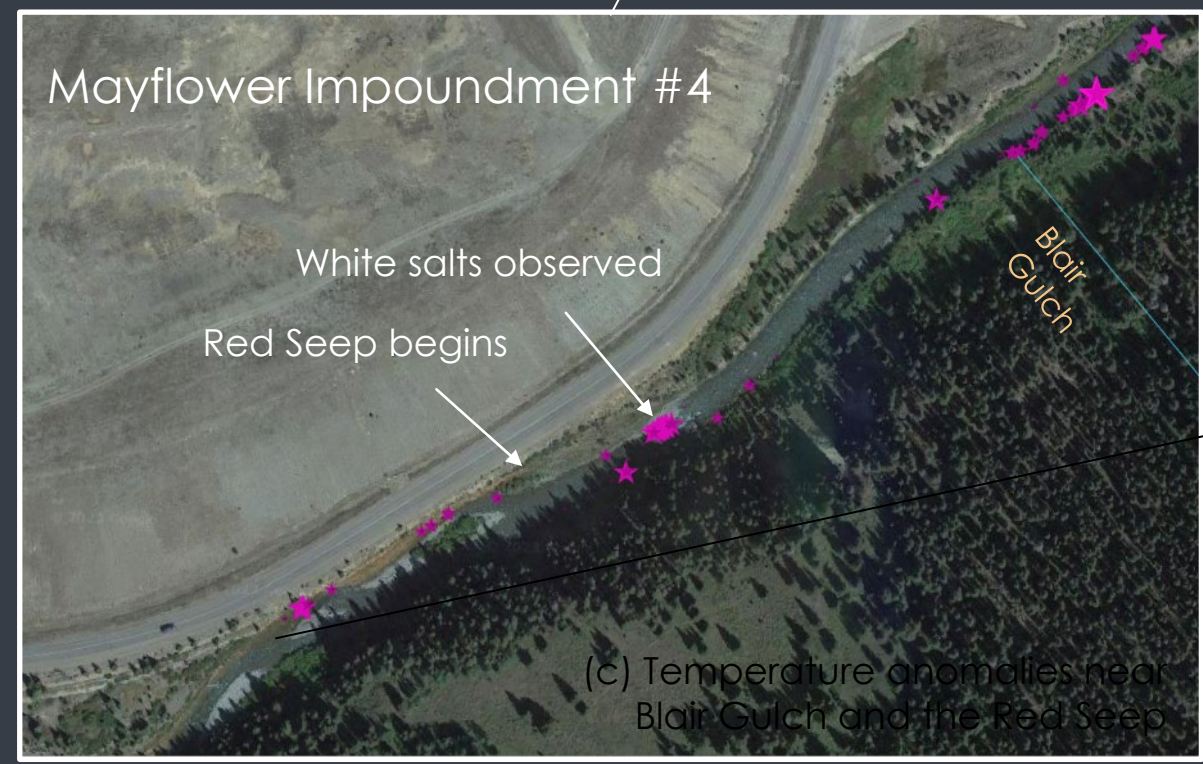 Mayflower Impoundment #4
White salts observed
Red Seep begins
Blair
Gulch
(c) Temperature anomalies near
Blair Gulch and the Red Seep